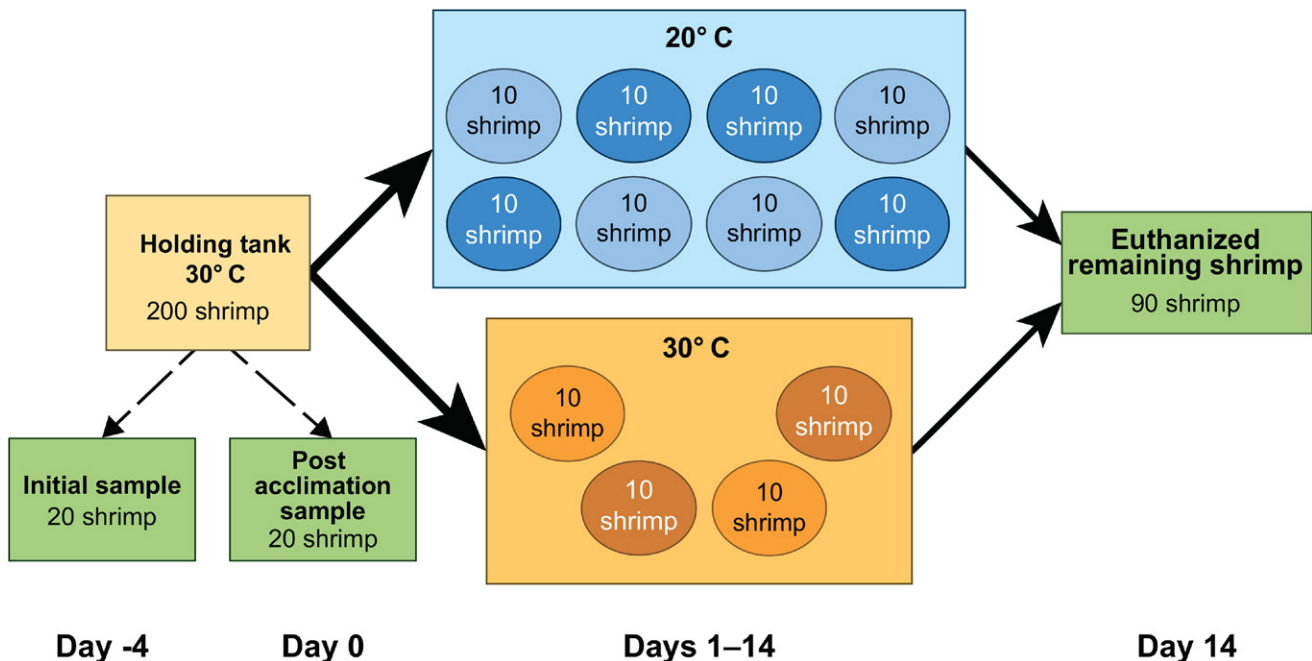 20° C
10
shrimp
10
shrimp
10
shrimp
10
shrimp
10
shrimp
10
shrimp
10
shrimp
10
shrimp
Holding tank
30° C
200 shrimp
Initial sample
20 shrimp
Post
acclimation
sample
20 shrimp
30° C
10
shrimp
10
shrimp
10
shrimp
10
shrimp
Euthanized
remaining shrimp
90 shrimp
Day -4
Day 0
Days 1–14
Day 14